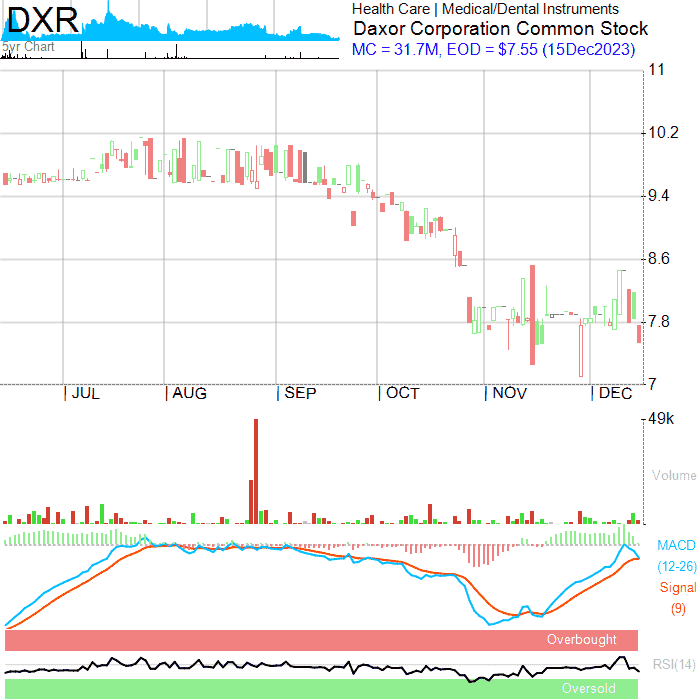 DXR
5yr Chart
Health Care | Medical/Dental Instruments
Daxor Corporation Common Stock
MC = 31.7M, EOD = $7.55 (15Dec2023)
11
10.2
9.4
8.6
7.8
7
JUL AUG SEP OCT NOV DEC
49k
Volume
MACD
(12-26)
Signal
(9)
Overbought
RSI(14)
Oversold